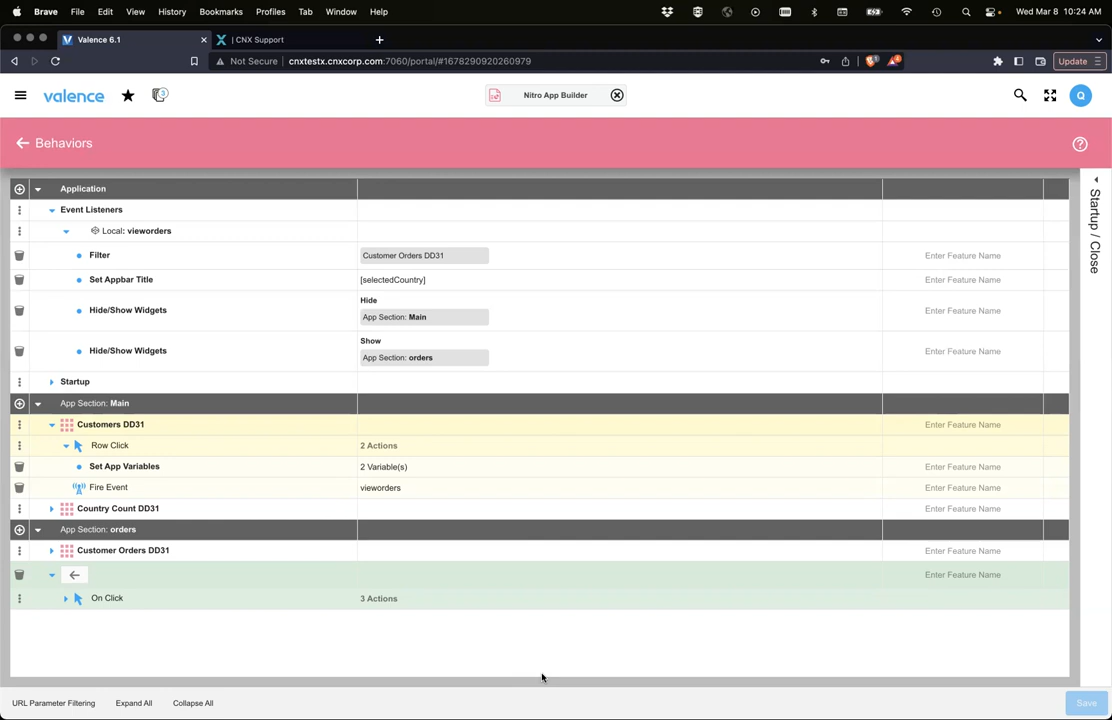 Brave File Edit View History Bookmarks Profiles Tab Window Help Wed Mar 8 10:24 AM
Valence 6.1 | CNX Support
Not Secure cnxtestx.cnxcorp.com:7060/portal/#1678290920260979 Update
valence 3 Nitro App Builder Q
Behaviors
Startup / Close
Application
Event Listeners
Local: vieworders
Filter Customer Orders DD31 Enter Feature Name
Set Appbar Title [selectedCountry] Enter Feature Name
Hide
Hide/Show Widgets Enter Feature Name
App Section: Main
Show
Hide/Show Widgets Enter Feature Name
App Section: orders
Startup
App Section: Main
Customers DD31 Enter Feature Name
Row Click 2 Actions
Set App Variables 2 Variable(s) Enter Feature Name
Fire Event vieworders Enter Feature Name
Country Count DD31 Enter Feature Name
App Section: orders
Customer Orders DD31 Enter Feature Name
Enter Feature Name
On Click 3 Actions
URL Parameter Filtering Expand All Collapse All Save